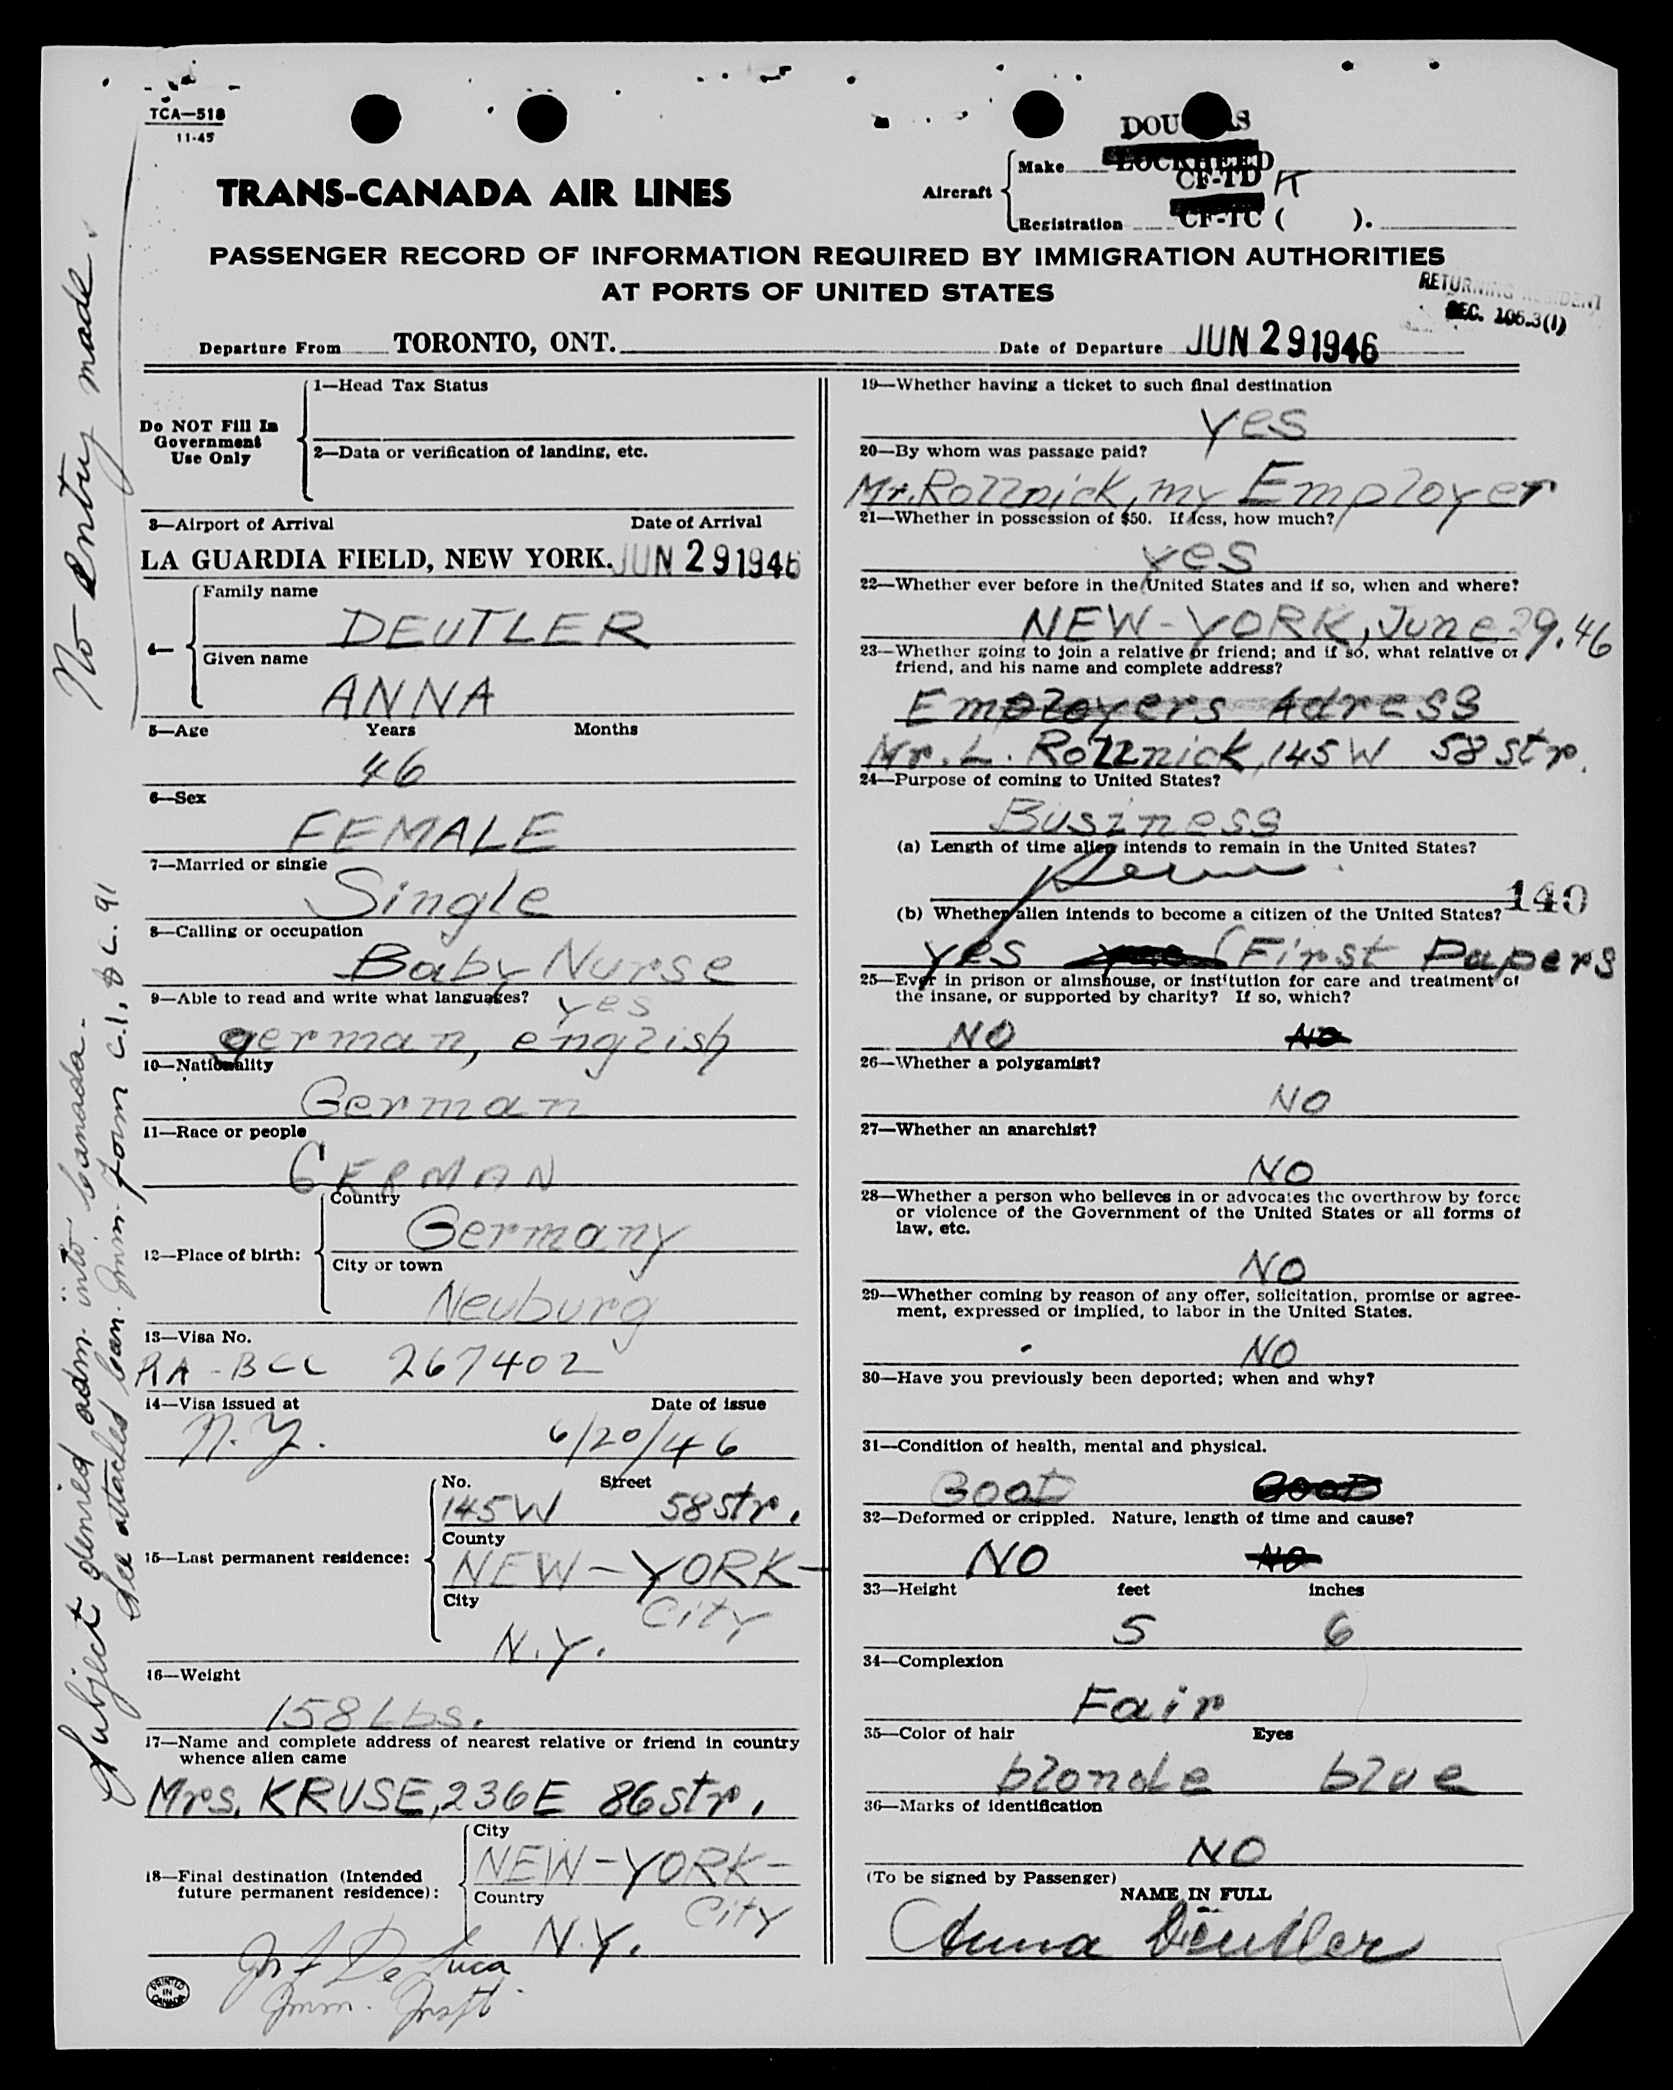 TCA—518
11-45
TRANS-CANADA AIR LINES
Aircraft
Make
DOU
LOCKHEED
CF-TD K
Registration
CF-TC ( ).
PASSENGER RECORD OF INFORMATION REQUIRED BY IMMIGRATION AUTHORITIES
AT PORTS OF UNITED STATES
RETURNING RESIDENT
SEC. 106.3(1)
Departure From TORONTO, ONT.
Date of Departure JUN 29 1946
No entry made.
Subject denied adm. into Canada.
See attached Can. Imm. Form C.I., & C. 91
Do NOT Fill In
Government
Use Only
1—Head Tax Status
2—Data or verification of landing, etc.
3—Airport of Arrival Date of Arrival
LA GUARDIA FIELD, NEW YORK. JUN 29 1946
4—
Family name
DEUTLER
Given name
ANNA
5—Age Years Months
46
6—Sex
FEMALE
7—Married or single
Single
8—Calling or occupation
Baby Nurse
9—Able to read and write what languages?
yes
german, english
10—Nationality
German
11—Race or people
GERMAN
12—Place of birth:
Country
Germany
City or town
Neuburg
13—Visa No.
RA-BCC 267402
14—Visa issued at Date of issue
N.Y. 6/20/46
15—Last permanent residence:
No. Street
145W 58 str.
County
NEW-YORK-
City
City
N.Y.
16—Weight
158 Lbs.
17—Name and complete address of nearest relative or friend in country
whence alien came
Mrs. KRUSE, 236E 86 str.
18—Final destination (Intended
future permanent residence):
City
NEW-YORK-
Country
City
N.Y.
De Luca
Imm. Inspt.
PRINTED
IN
CANADA
19—Whether having a ticket to such final destination
yes
20—By whom was passage paid?
Mr. Rollnick, my Employer
21—Whether in possession of $50. If less, how much?
yes
22—Whether ever before in the United States and if so, when and where?
NEW-YORK, June 29. 46
23—Whether going to join a relative or friend; and if so, what relative or
friend, and his name and complete address?
Employers Adress
Mr. L. Rollnick, 145 W 58 str.
24—Purpose of coming to United States?
Business
(a) Length of time alien intends to remain in the United States?
Perm.
140
(b) Whether alien intends to become a citizen of the United States?
yes yes (First Papers
25—Ever in prison or almshouse, or institution for care and treatment of
the insane, or supported by charity? If so, which?
NO NO
26—Whether a polygamist?
NO
27—Whether an anarchist?
NO
28—Whether a person who believes in or advocates the overthrow by force
or violence of the Government of the United States or all forms of
law, etc.
NO
29—Whether coming by reason of any offer, solicitation, promise or agree-
ment, expressed or implied, to labor in the United States.
NO
30—Have you previously been deported; when and why?
31—Condition of health, mental and physical.
GOOD GOOD
32—Deformed or crippled. Nature, length of time and cause?
NO NO
33—Height feet inches
5 6
34—Complexion
Fair
35—Color of hair Eyes
blonde blue
36—Marks of identification
NO
(To be signed by Passenger)
NAME IN FULL
Anna Deutler